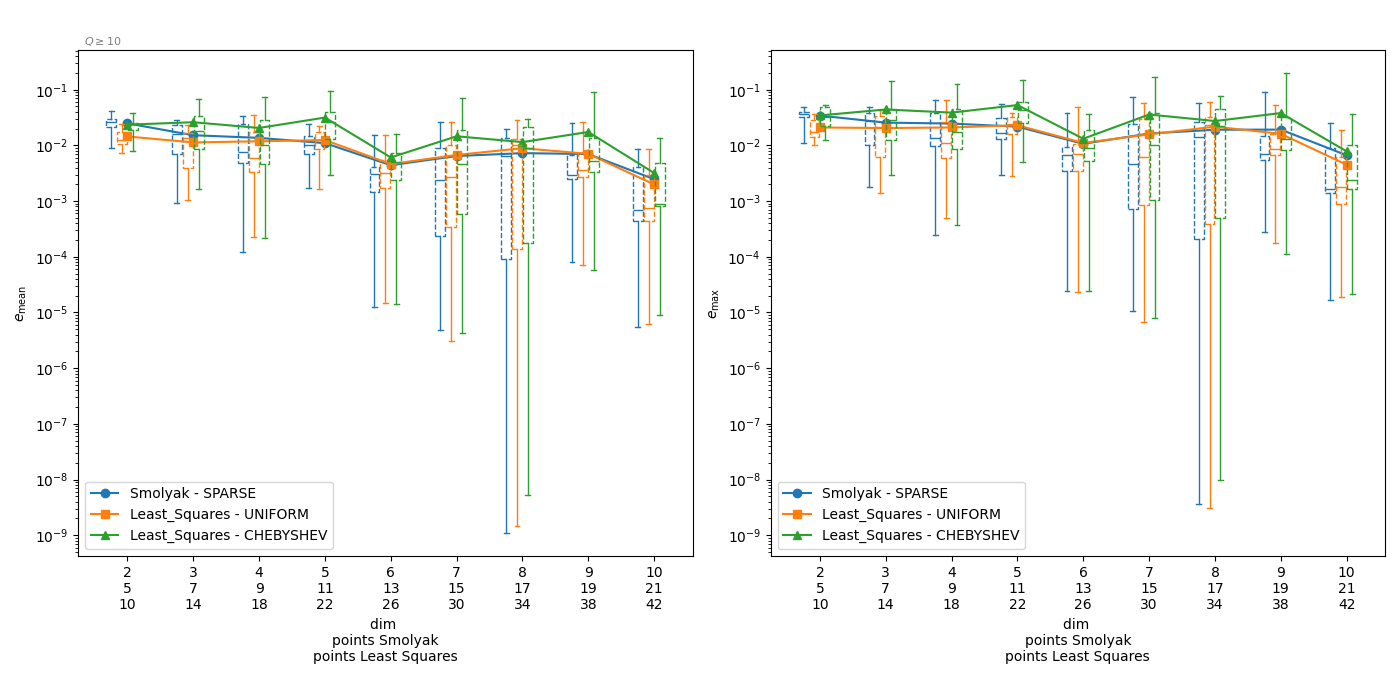 Q ≥ 10
10⁻¹
10⁻²
10⁻³
10⁻⁴
10⁻⁵
10⁻⁶
10⁻⁷
10⁻⁸
10⁻⁹
e_mean
Smolyak - SPARSE
Least_Squares - UNIFORM
Least_Squares - CHEBYSHEV
2 3 4 5 6 7 8 9 10
5 7 9 11 13 15 17 19 21
10 14 18 22 26 30 34 38 42
dim
points Smolyak
points Least Squares
10⁻¹
10⁻²
10⁻³
10⁻⁴
10⁻⁵
10⁻⁶
10⁻⁷
10⁻⁸
10⁻⁹
e_max
Smolyak - SPARSE
Least_Squares - UNIFORM
Least_Squares - CHEBYSHEV
2 3 4 5 6 7 8 9 10
5 7 9 11 13 15 17 19 21
10 14 18 22 26 30 34 38 42
dim
points Smolyak
points Least Squares